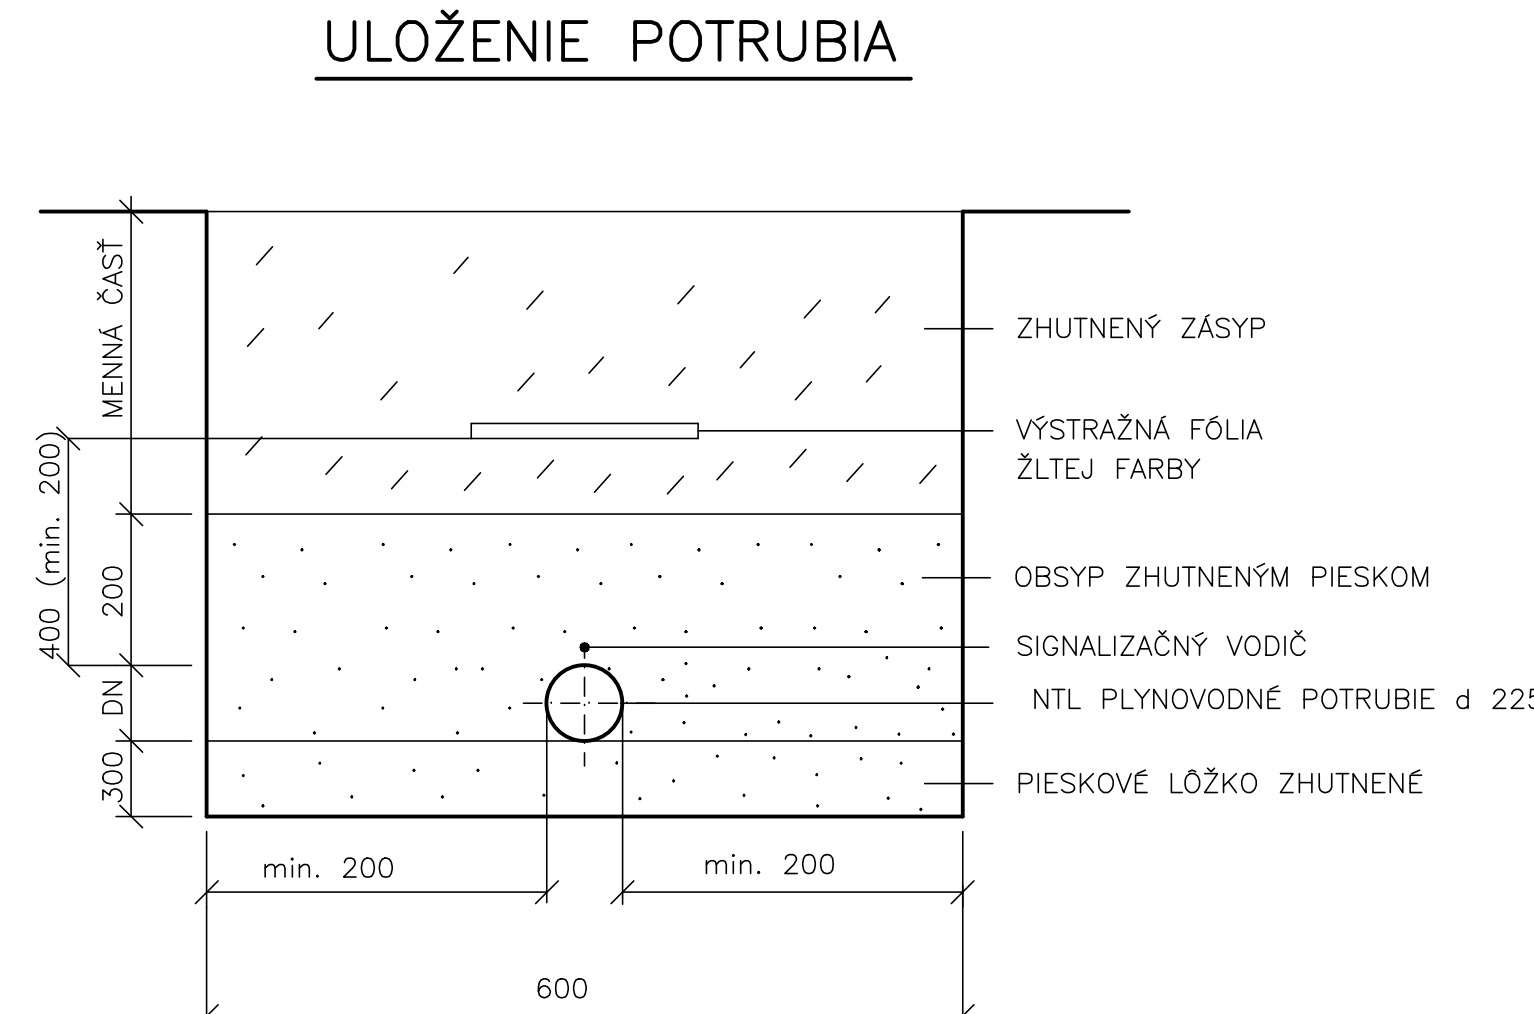 ULOŽENIE POTRUBIA
MENNÁ ČASŤ
ZHUTNENÝ ZÁSYP
VÝSTRAŽNÁ FÓLIA
ŽLTEJ FARBY
400 (min. 200)
200
OBSYP ZHUTNENÝM PIESKOM
SIGNALIZAČNÝ VODIČ
DN
NTL PLYNOVODNÉ POTRUBIE d 225
300
PIESKOVÉ LÔŽKO ZHUTNENÉ
min. 200
min. 200
600